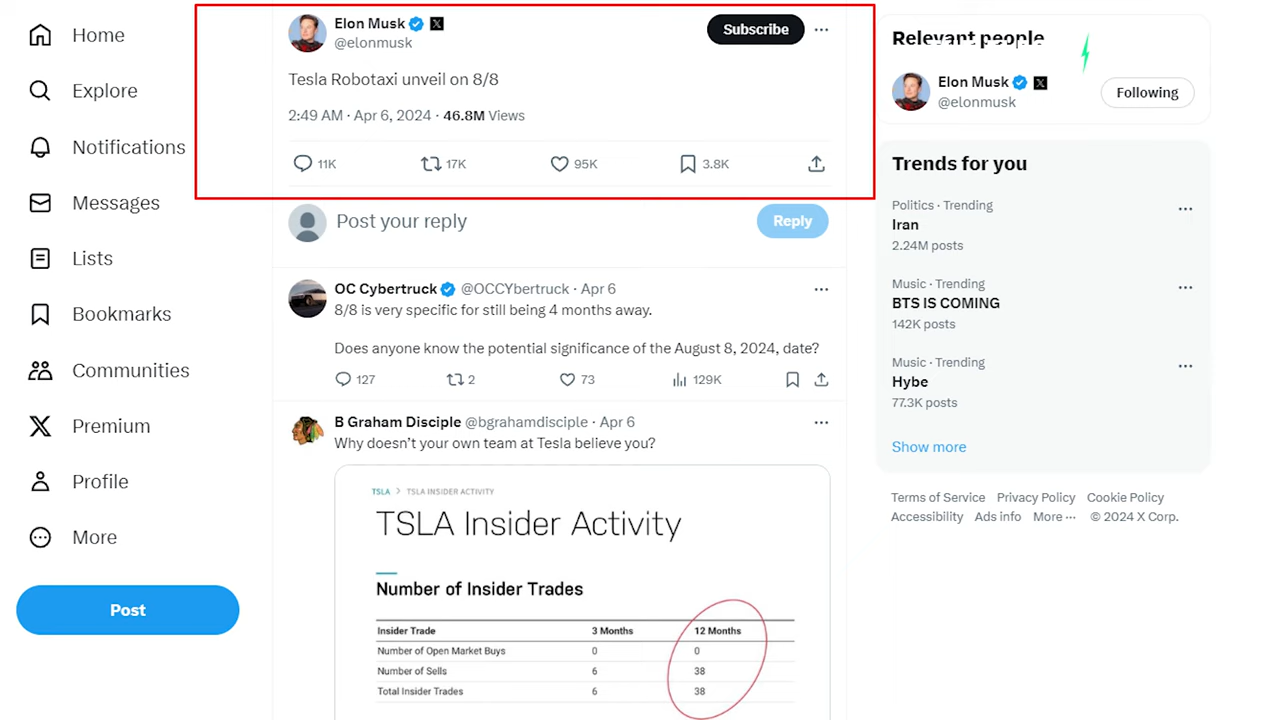 Home
Explore
Notifications
Messages
Lists
Bookmarks
Communities
Premium
Profile
More
Post
Elon Musk
@elonmusk
Subscribe
Tesla Robotaxi unveil on 8/8
2:49 AM · Apr 6, 2024 · 46.8M Views
11K 17K 95K 3.8K
Post your reply
Reply
OC Cybertruck @OCCYbertruck · Apr 6
8/8 is very specific for still being 4 months away.
Does anyone know the potential significance of the August 8, 2024, date?
127 2 73 129K
B Graham Disciple @bgrahamdisciple · Apr 6
Why doesn't your own team at Tesla believe you?
TSLA > TSLA INSIDER ACTIVITY
TSLA Insider Activity
Number of Insider Trades
Insider Trade 3 Months 12 Months
Number of Open Market Buys 0 0
Number of Sells 6 38
Total Insider Trades 6 38
Relevant people
Elon Musk
@elonmusk
Following
Trends for you
Politics · Trending
Iran
2.24M posts
Music · Trending
BTS IS COMING
142K posts
Music · Trending
Hybe
77.3K posts
Show more
Terms of Service Privacy Policy Cookie Policy
Accessibility Ads info More ··· © 2024 X Corp.